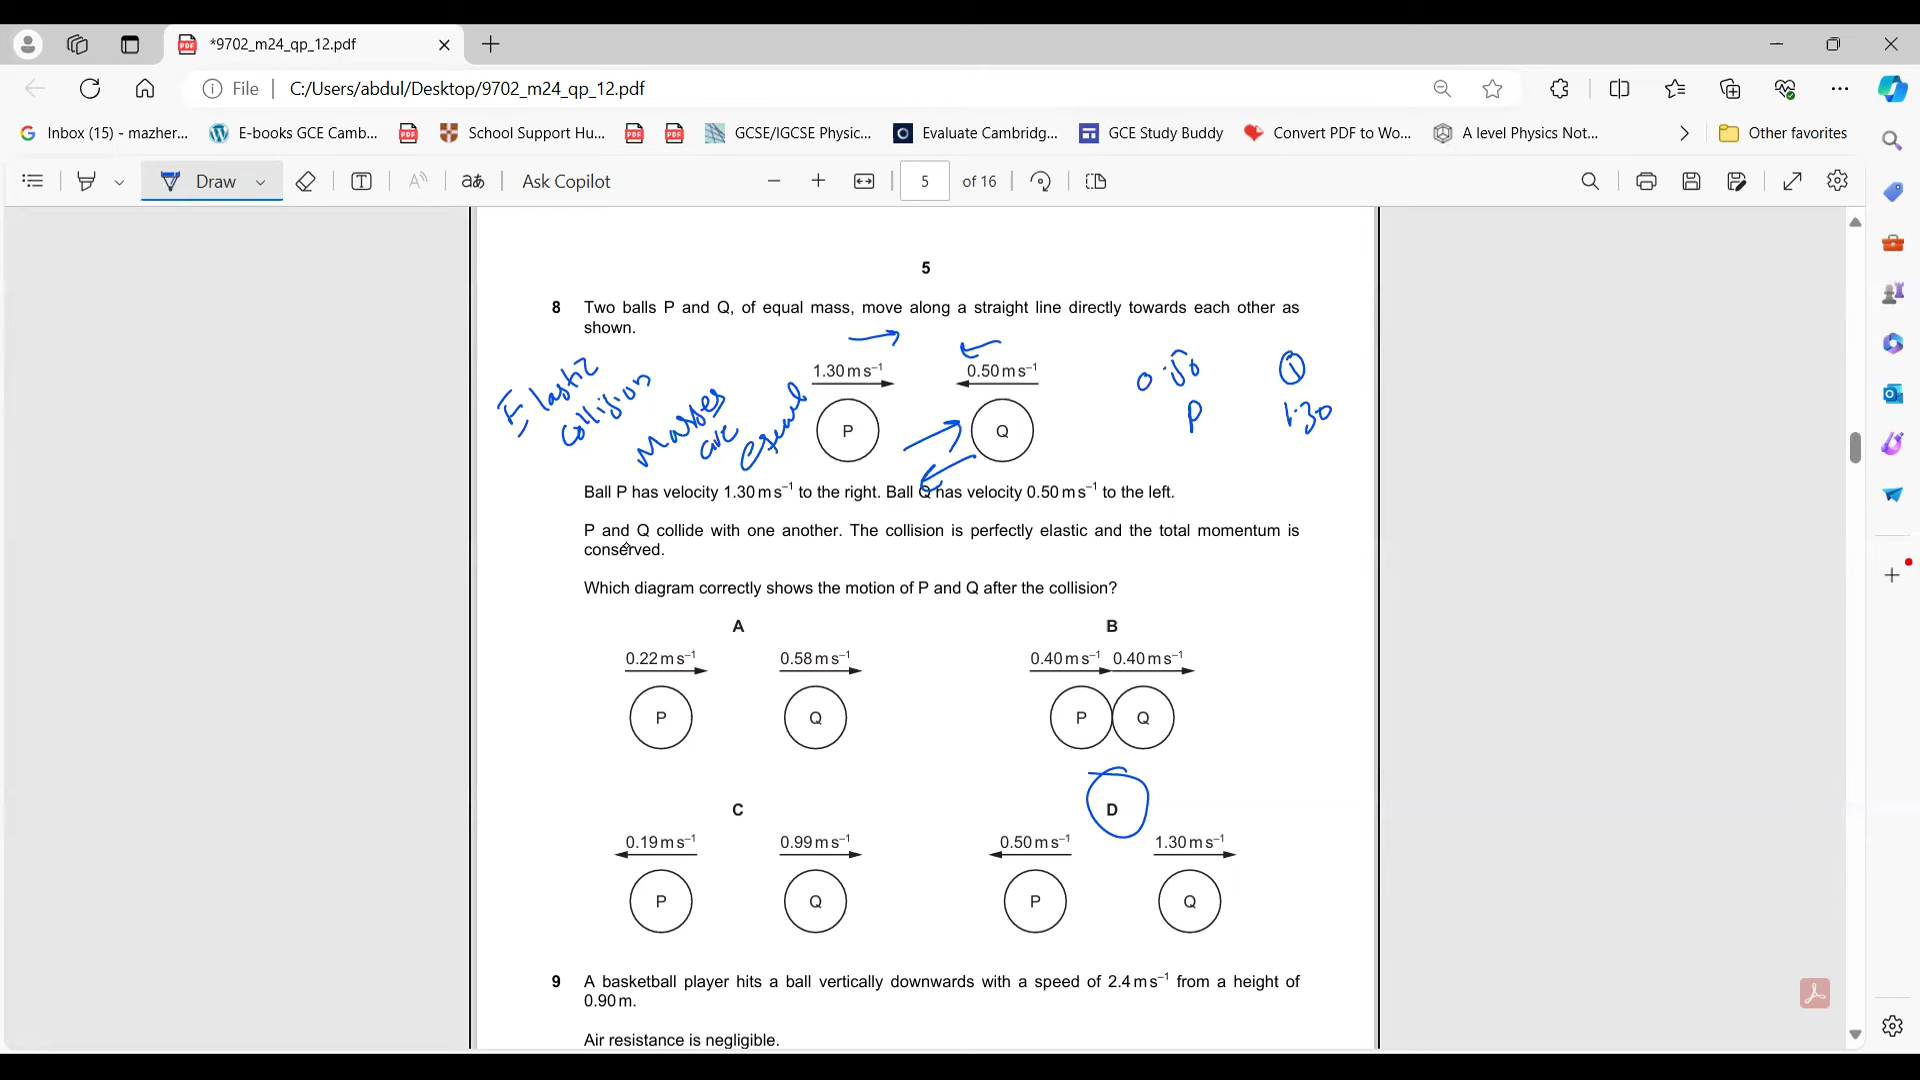 *9702_m24_qp_12.pdf
File
C:/Users/abdul/Desktop/9702_m24_qp_12.pdf
Inbox (15) - mazher...
E-books GCE Camb...
School Support Hu...
GCSE/IGCSE Physic...
Evaluate Cambridg...
GCE Study Buddy
Convert PDF to Wo...
A level Physics Not...
Other favorites
Draw
aあ
Ask Copilot
5
of 16
5
8 Two balls P and Q, of equal mass, move along a straight line directly towards each other as
shown.
Elastic
collision
Masses
are
equal
1.30 m s⁻¹
0.50 m s⁻¹
P
Q
0.50
1
P
1.30
Ball P has velocity 1.30 m s⁻¹ to the right. Ball Q has velocity 0.50 m s⁻¹ to the left.
P and Q collide with one another. The collision is perfectly elastic and the total momentum is
conserved.
Which diagram correctly shows the motion of P and Q after the collision?
A
0.22 m s⁻¹
0.58 m s⁻¹
P
Q
B
0.40 m s⁻¹ 0.40 m s⁻¹
P
Q
C
0.19 m s⁻¹
0.99 m s⁻¹
P
Q
D
0.50 m s⁻¹
1.30 m s⁻¹
P
Q
9 A basketball player hits a ball vertically downwards with a speed of 2.4 m s⁻¹ from a height of
0.90 m.
Air resistance is negligible.